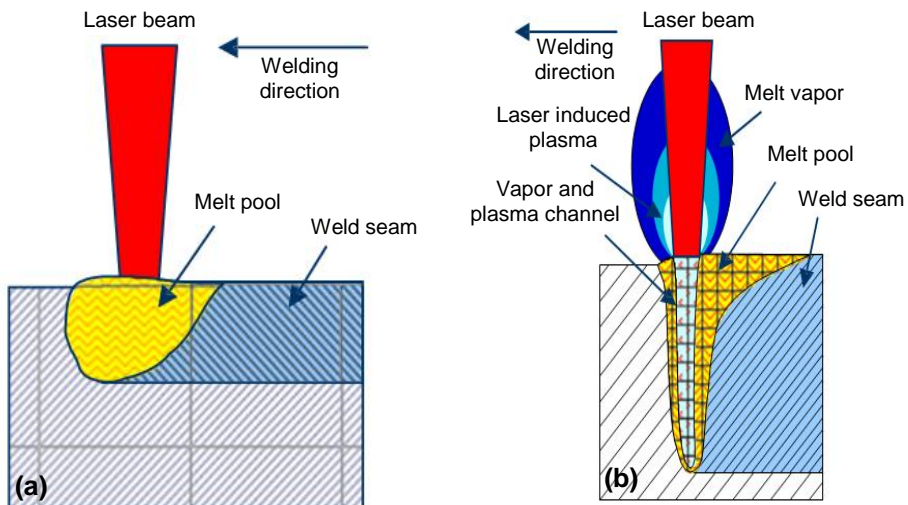 Laser beam
Welding
direction
Melt pool
Weld seam
(a)
Laser beam
Welding
direction
Melt vapor
Laser induced
plasma
Melt pool
Vapor and
plasma channel
Weld seam
(b)